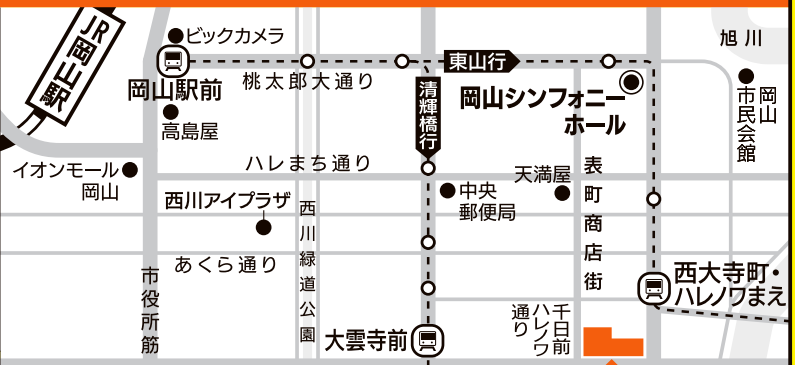 JR岡山駅
ビックカメラ
岡山駅前
桃太郎大通り
東山行
清輝橋行
旭川
岡山シンフォニー
ホール
岡山
市民会館
高島屋
イオンモール
岡山
ハレまち通り
西川アイプラザ
中央
郵便局
天満屋
表町商店街
西川緑道公園
あくら通り
市役所筋
大雲寺前
千日前
ハレノワ
通り
西大寺町・
ハレノワまえ